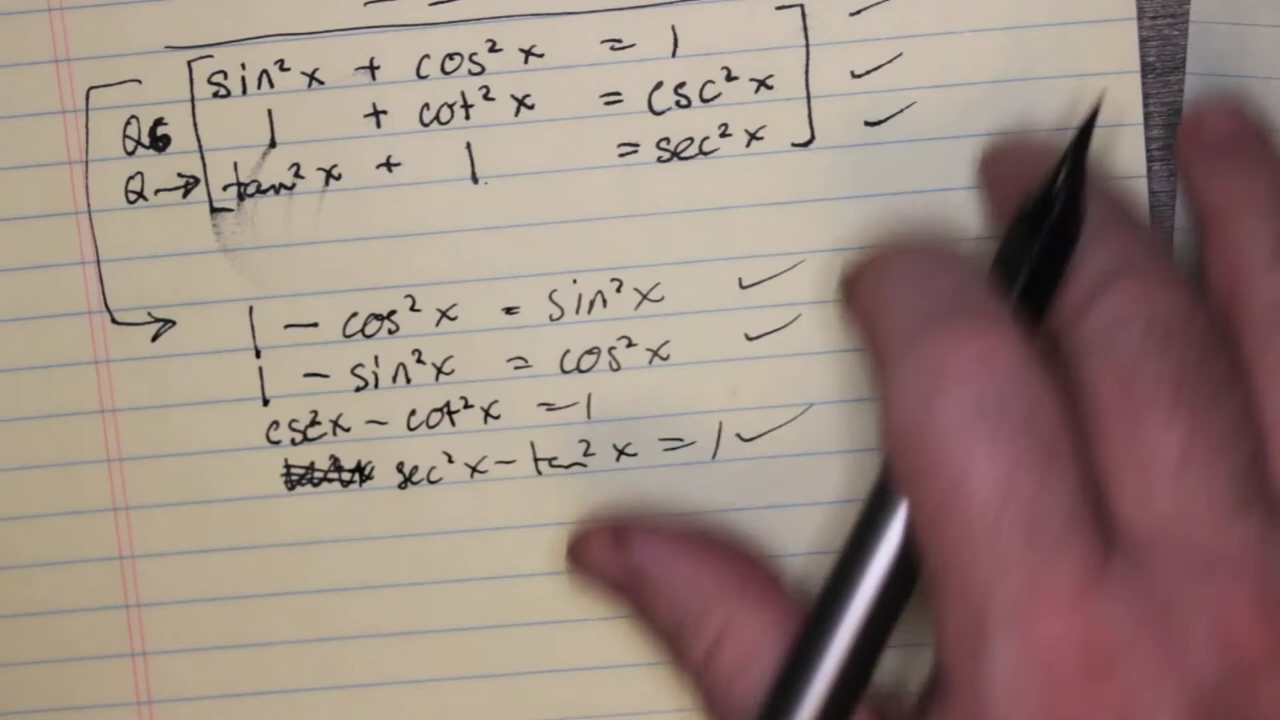 sin²x + cos²x = 1
Q6 1 + cot²x = csc²x
Q → tan²x + 1 = sec²x
1 - cos²x = sin²x
1 - sin²x = cos²x
csc²x - cot²x = 1
sec²x - tan²x = 1